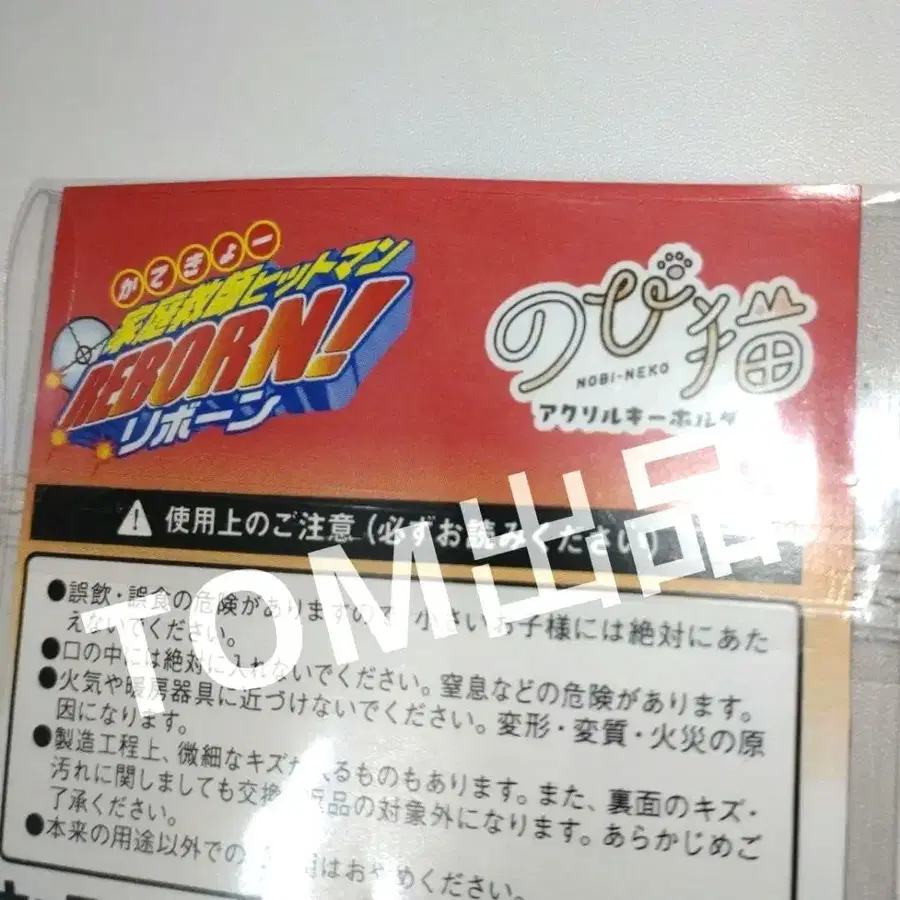 かてきょー
家庭教師ヒットマン
REBORN!
リボーン
のび猫
NOBI-NEKO
アクリルキーホルダ
使用上のご注意(必ずお読みください)
TOM出品
●誤飲・誤食の危険がありますので 小さいお子様には絶対にあた
えないでください。
●口の中には絶対に入れないでください。窒息などの危険があります。
●火気や暖房器具に近づけないでください。変形・変質・火災の原
因になります。
●製造工程上、微細なキズが入るものもあります。また、裏面のキズ・
汚れに関しましても交換 返品の対象外になります。あらかじめご
了承ください。
●本来の用途以外での 用はおやめください。